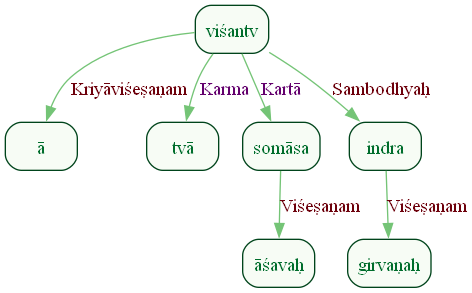 viśantv
Kriyāviśeṣaṇam Karma Kartā Sambodhyaḥ
ā tvā somāsa indra
Viśeṣaṇam Viśeṣaṇam
āśavaḥ girvaṇaḥ